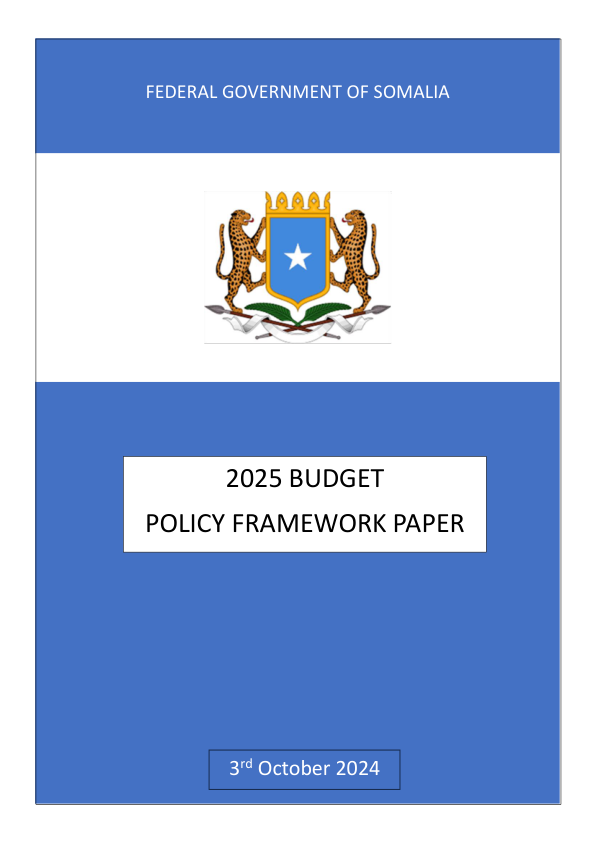 FEDERAL GOVERNMENT OF SOMALIA
2025 BUDGET
POLICY FRAMEWORK PAPER
3rd October 2024